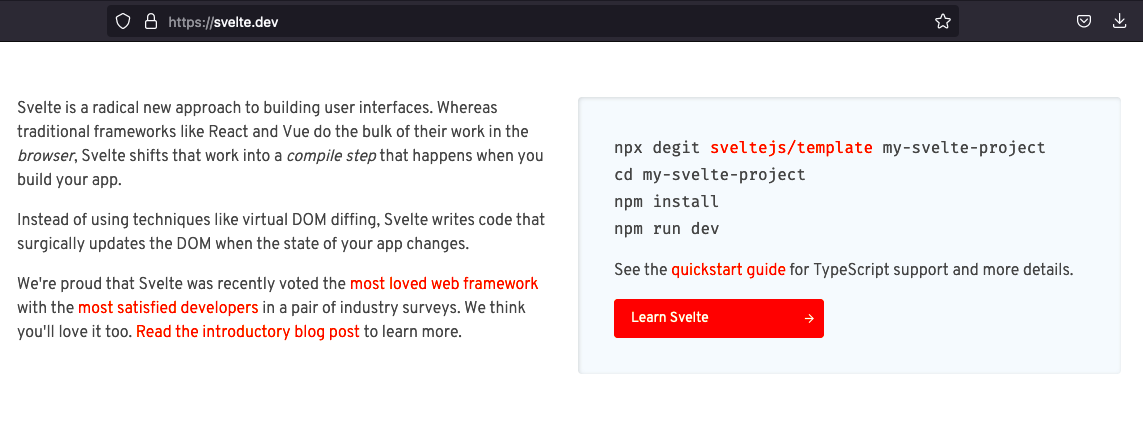 https://svelte.dev
Svelte is a radical new approach to building user interfaces. Whereas
traditional frameworks like React and Vue do the bulk of their work in the
browser, Svelte shifts that work into a compile step that happens when you
build your app.
Instead of using techniques like virtual DOM diffing, Svelte writes code that
surgically updates the DOM when the state of your app changes.
We're proud that Svelte was recently voted the most loved web framework
with the most satisfied developers in a pair of industry surveys. We think
you'll love it too. Read the introductory blog post to learn more.
npx degit sveltejs/template my-svelte-project
cd my-svelte-project
npm install
npm run dev
See the quickstart guide for TypeScript support and more details.
Learn Svelte →